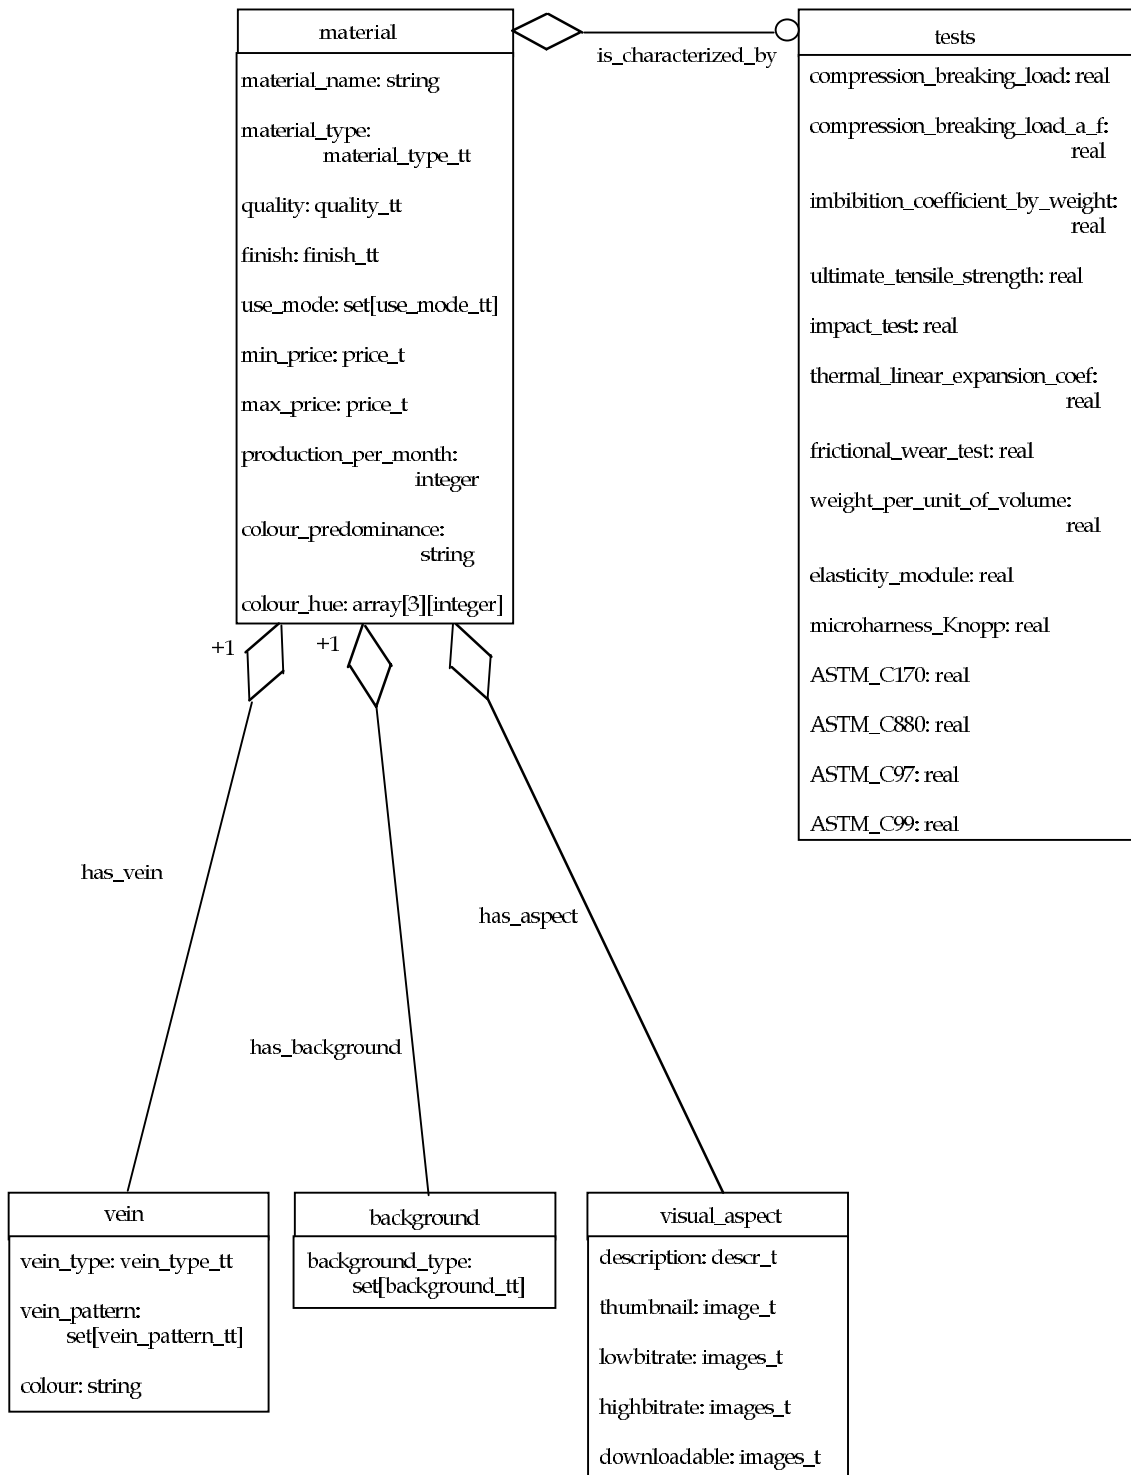 material
material_name: string
material_type:
material_type_tt
quality: quality_tt
finish: finish_tt
use_mode: set[use_mode_tt]
min_price: price_t
max_price: price_t
production_per_month:
integer
colour_predominance:
string
colour_hue: array[3][integer]
is_characterized_by
tests
compression_breaking_load: real
compression_breaking_load_a_f:
real
imbibition_coefficient_by_weight:
real
ultimate_tensile_strength: real
impact_test: real
thermal_linear_expansion_coef:
real
frictional_wear_test: real
weight_per_unit_of_volume:
real
elasticity_module: real
microharness_Knopp: real
ASTM_C170: real
ASTM_C880: real
ASTM_C97: real
ASTM_C99: real
+1
+1
has_vein
has_background
has_aspect
vein
vein_type: vein_type_tt
vein_pattern:
set[vein_pattern_tt]
colour: string
background
background_type:
set[background_tt]
visual_aspect
description: descr_t
thumbnail: image_t
lowbitrate: images_t
highbitrate: images_t
downloadable: images_t